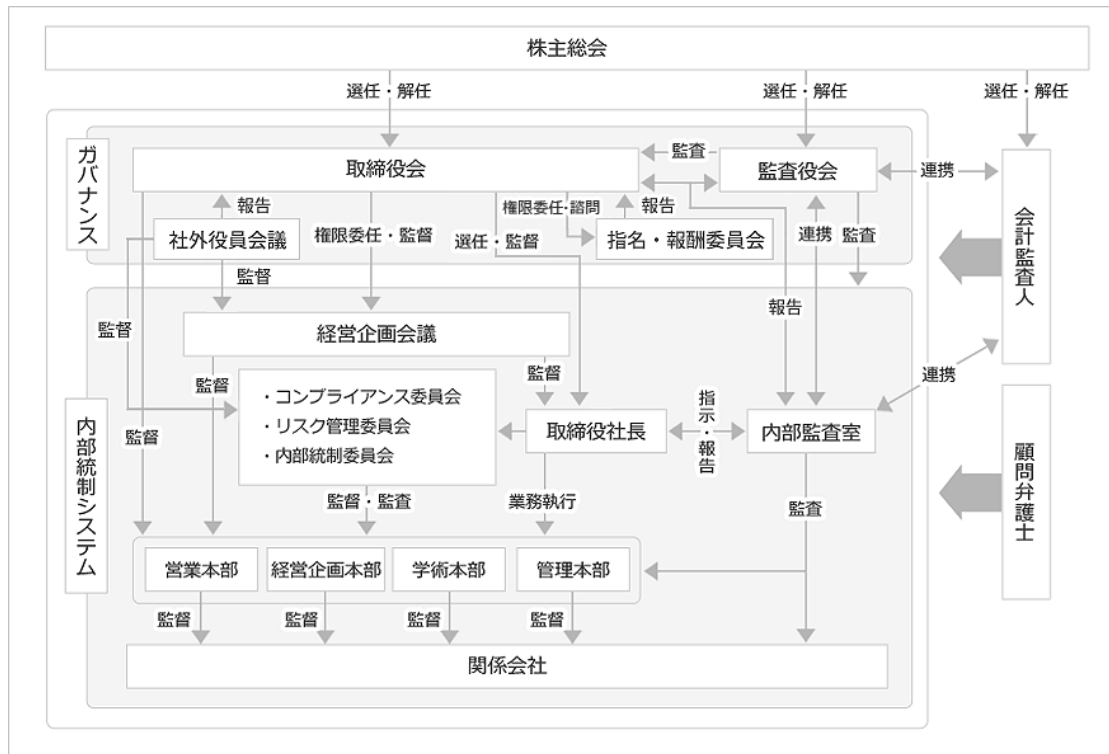 株主総会
選任・解任
選任・解任
選任・解任
ガバナンス
取締役会
監査
監査役会
連携
会計監査人
報告
社外役員会議
権限委任・監督
選任・監督
権限委任・諮問
報告
指名・報酬委員会
連携
監査
監督
監督
経営企画会議
報告
内部統制システム
監督
監督
監督
・コンプライアンス委員会
・リスク管理委員会
・内部統制委員会
取締役社長
指示・報告
内部監査室
連携
顧問弁護士
監督・監査
業務執行
監査
営業本部
経営企画本部
学術本部
管理本部
監督
監督
監督
監督
関係会社